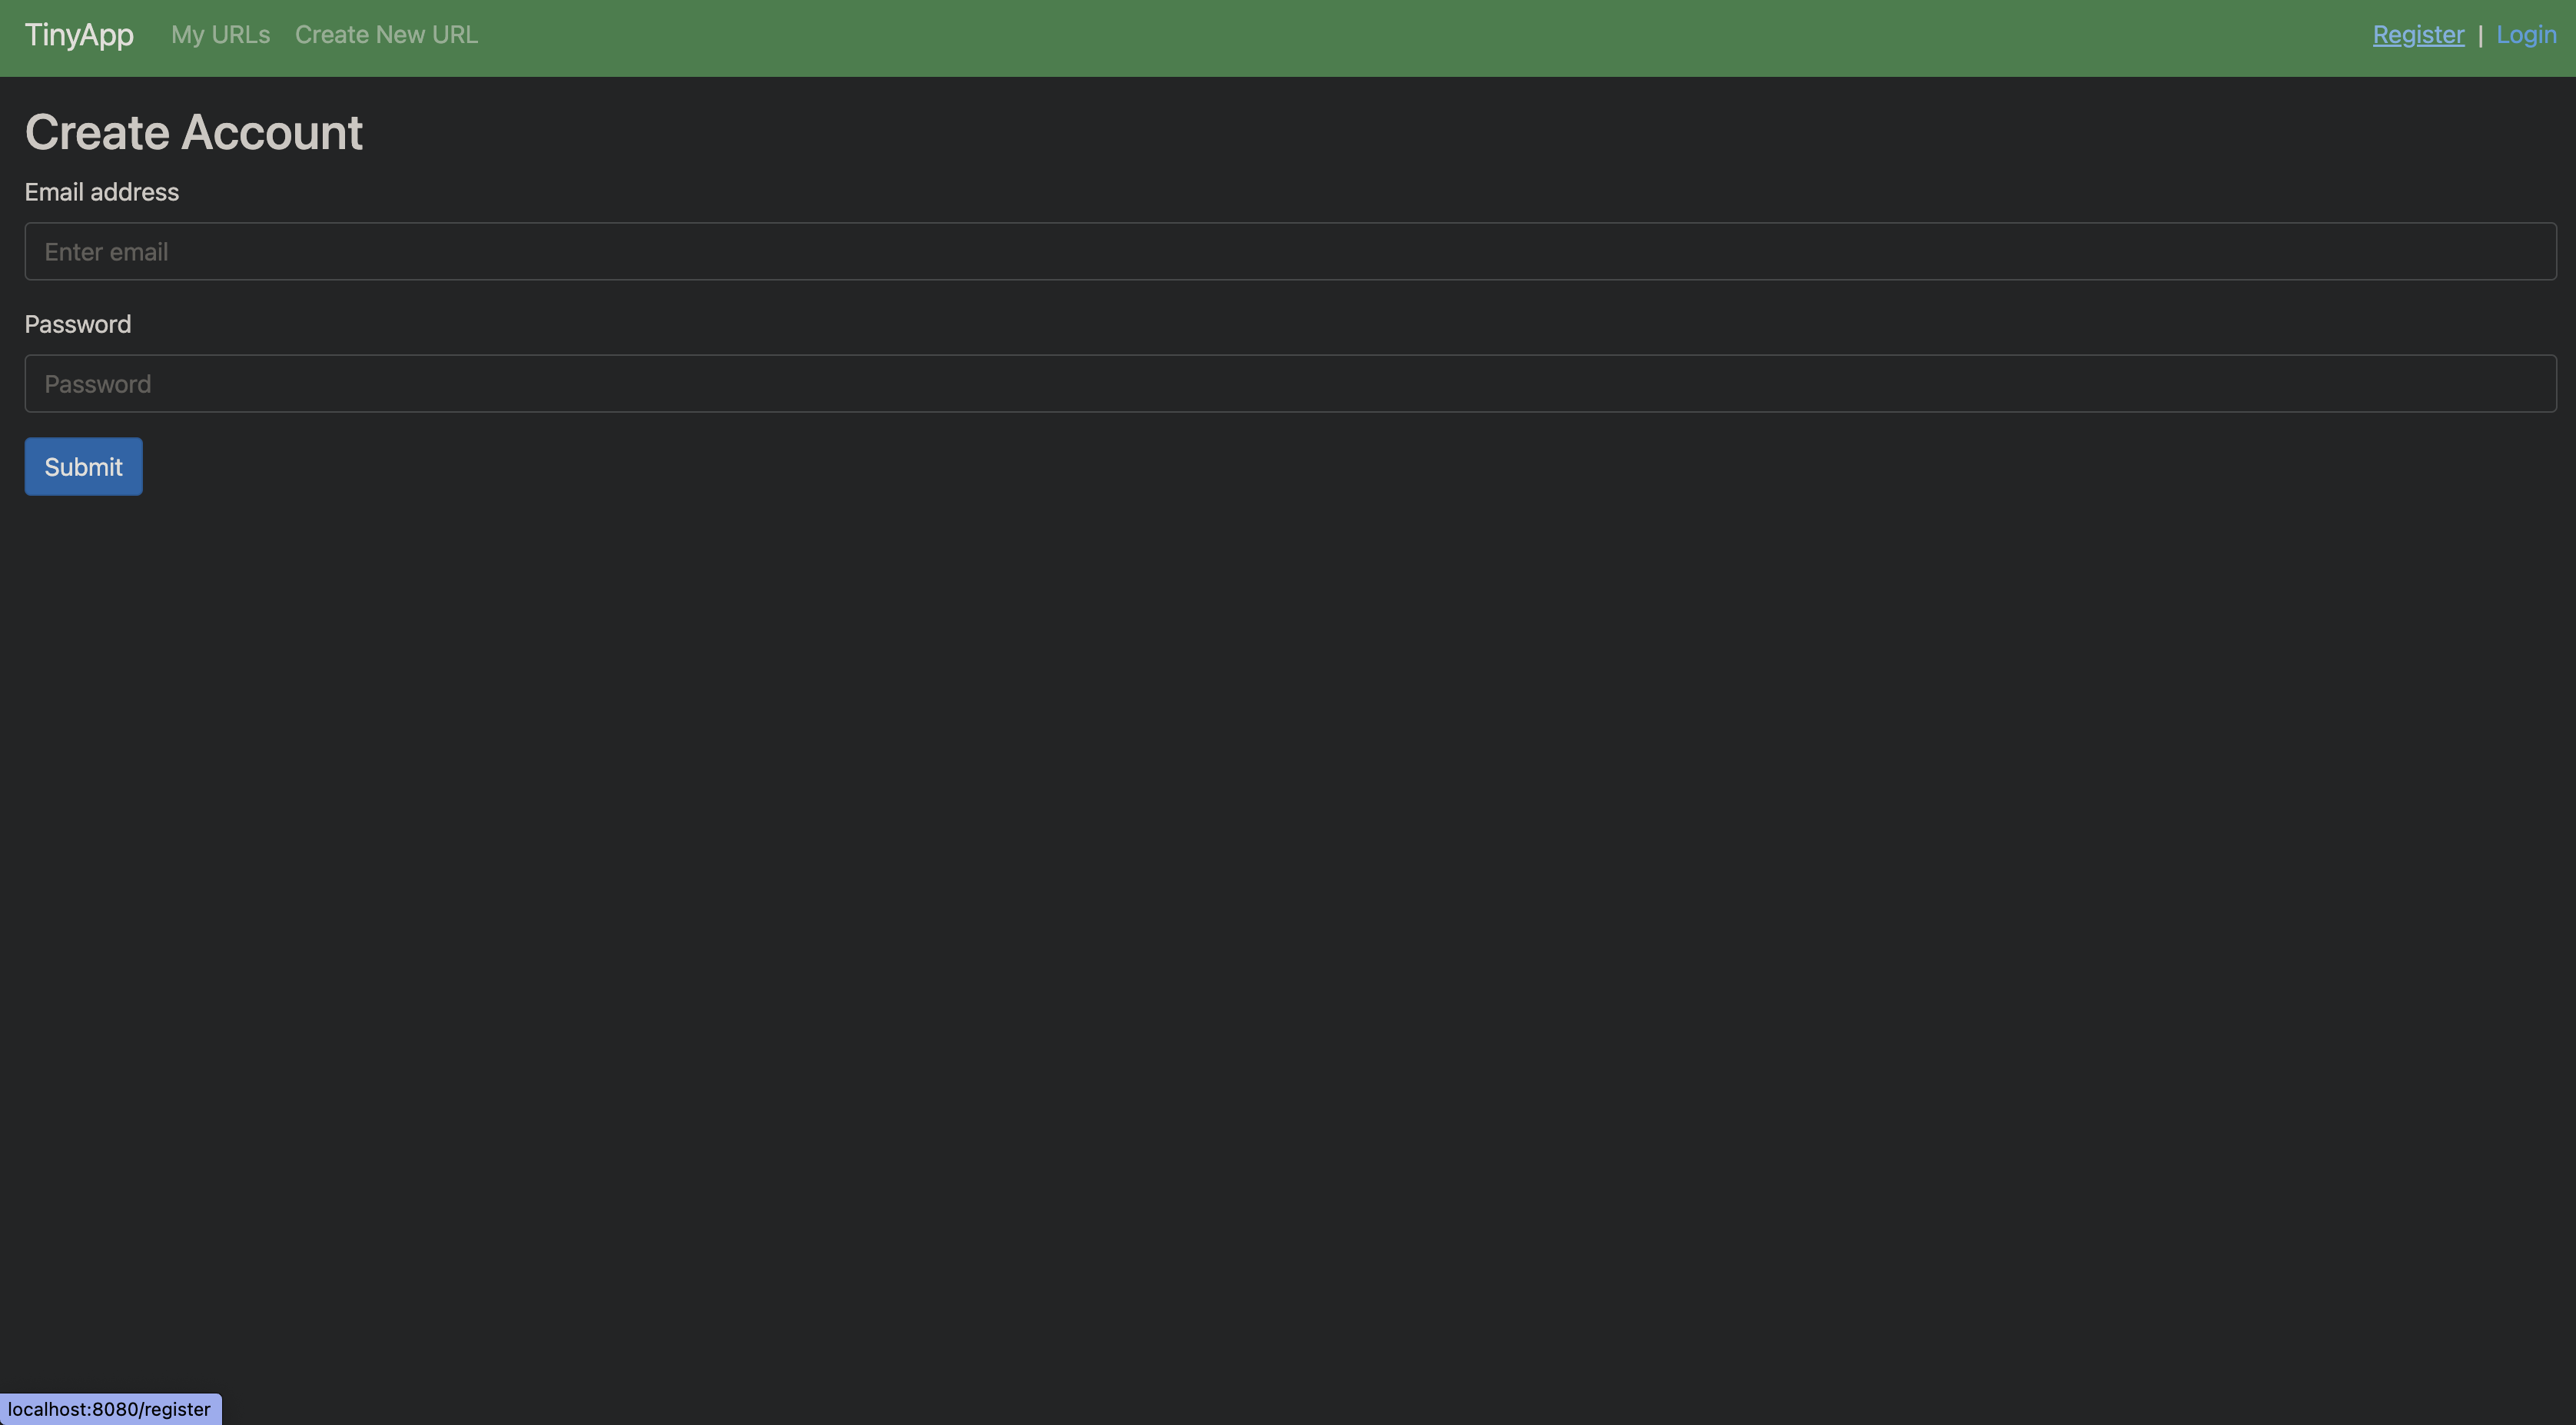 TinyApp My URLs Create New URL Register | Login
Create Account
Email address
Enter email
Password
Password
Submit
localhost:8080/register